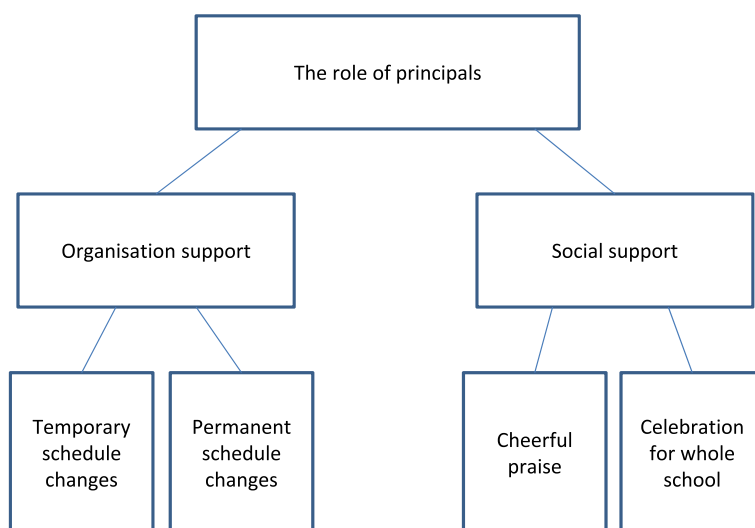 The role of principals
Organisation support
Social support
Temporary
schedule
changes
Permanent
schedule
changes
Cheerful
praise
Celebration
for whole
school